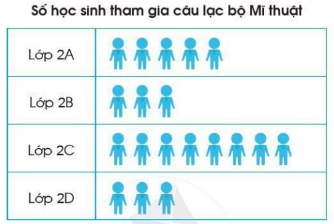 Số học sinh tham gia câu lạc bộ Mĩ thuật
Lớp 2A
Lớp 2B
Lớp 2C
Lớp 2D